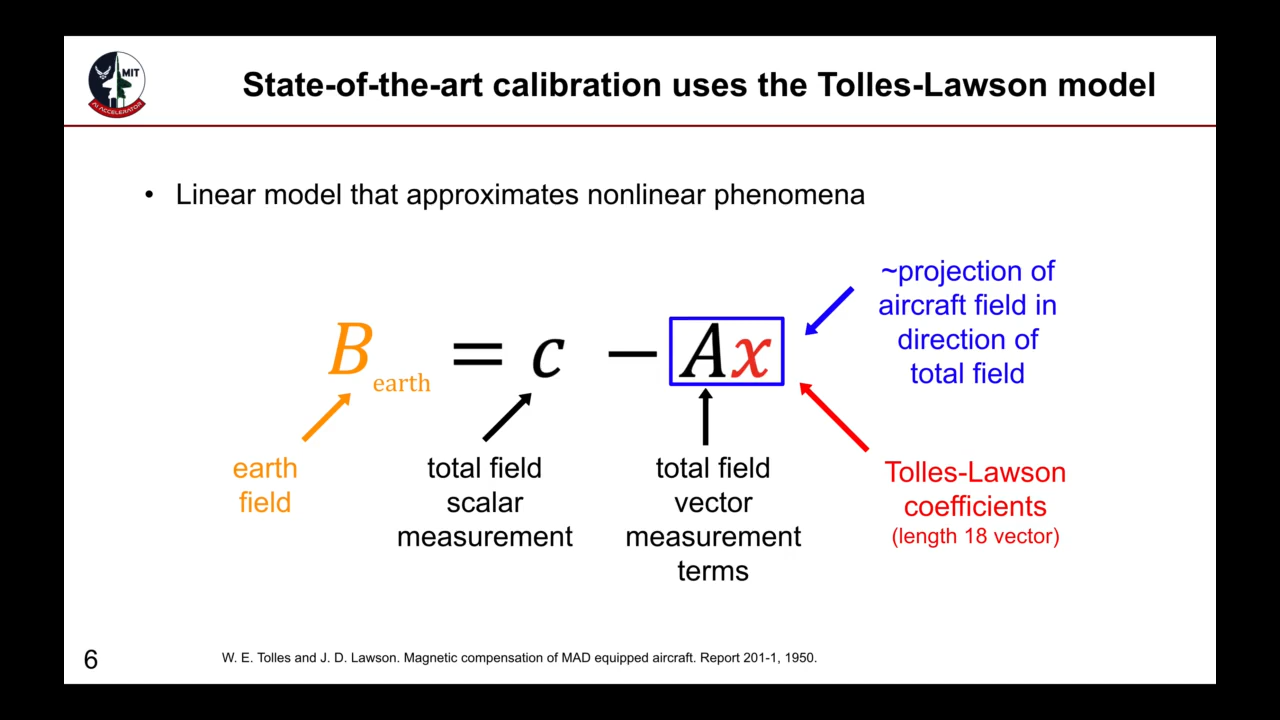 MIT
AI ACCELERATOR
State-of-the-art calibration uses the Tolles-Lawson model
• Linear model that approximates nonlinear phenomena
~projection of
aircraft field in
direction of
total field
B earth = c − Ax
earth
field
total field
scalar
measurement
total field
vector
measurement
terms
Tolles-Lawson
coefficients
(length 18 vector)
6
W. E. Tolles and J. D. Lawson. Magnetic compensation of MAD equipped aircraft. Report 201-1, 1950.